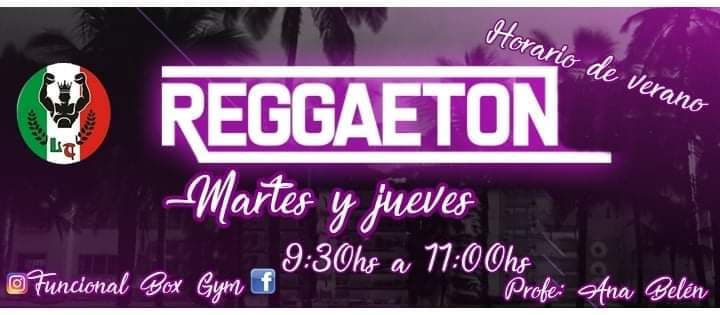 Horario de verano
REGGAETON
-Martes y jueves
9:30hs a 11:00hs
Funcional Box Gym
Profe: Ana Belén